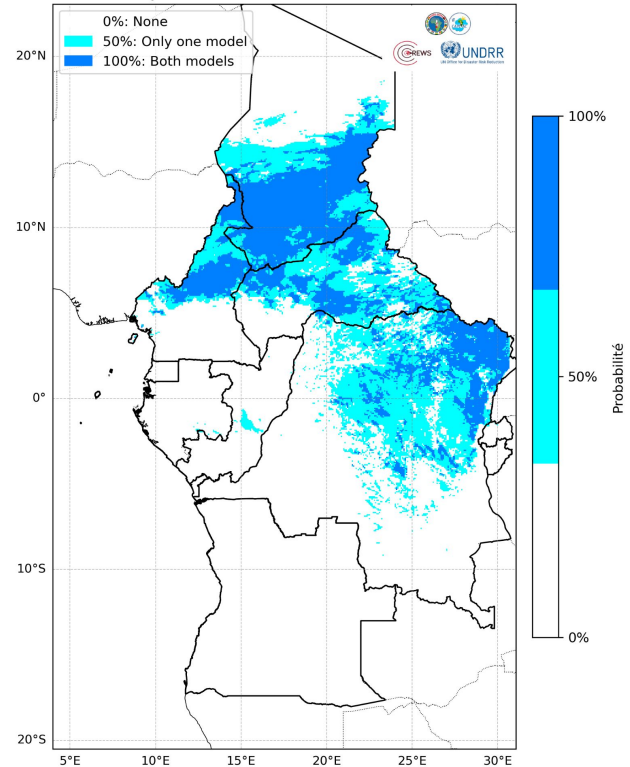 0%: None
50%: Only one model
100%: Both models
CREWS
UNDRR
UN Office for Disaster Risk Reduction
20°N
10°N
0°
10°S
20°S
5°E 10°E 15°E 20°E 25°E 30°E
100%
50%
0%
Probabilité